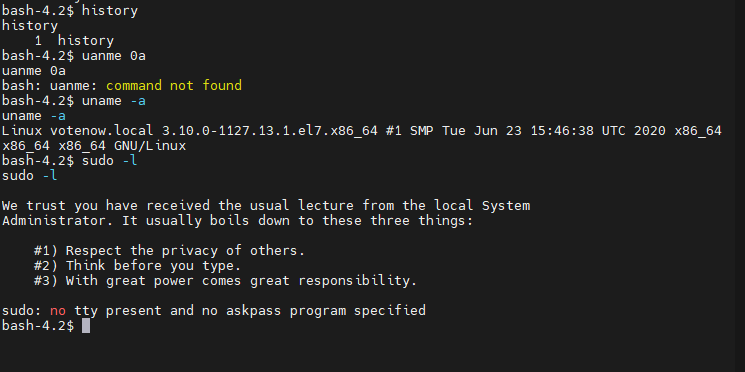 bash-4.2$ history
history
    1  history
bash-4.2$ uanme 0a
uanme 0a
bash: uanme: command not found
bash-4.2$ uname -a
uname -a
Linux votenow.local 3.10.0-1127.13.1.el7.x86_64 #1 SMP Tue Jun 23 15:46:38 UTC 2020 x86_64
x86_64 x86_64 GNU/Linux
bash-4.2$ sudo -l
sudo -l

We trust you have received the usual lecture from the local System
Administrator. It usually boils down to these three things:

    #1) Respect the privacy of others.
    #2) Think before you type.
    #3) With great power comes great responsibility.

sudo: no tty present and no askpass program specified
bash-4.2$